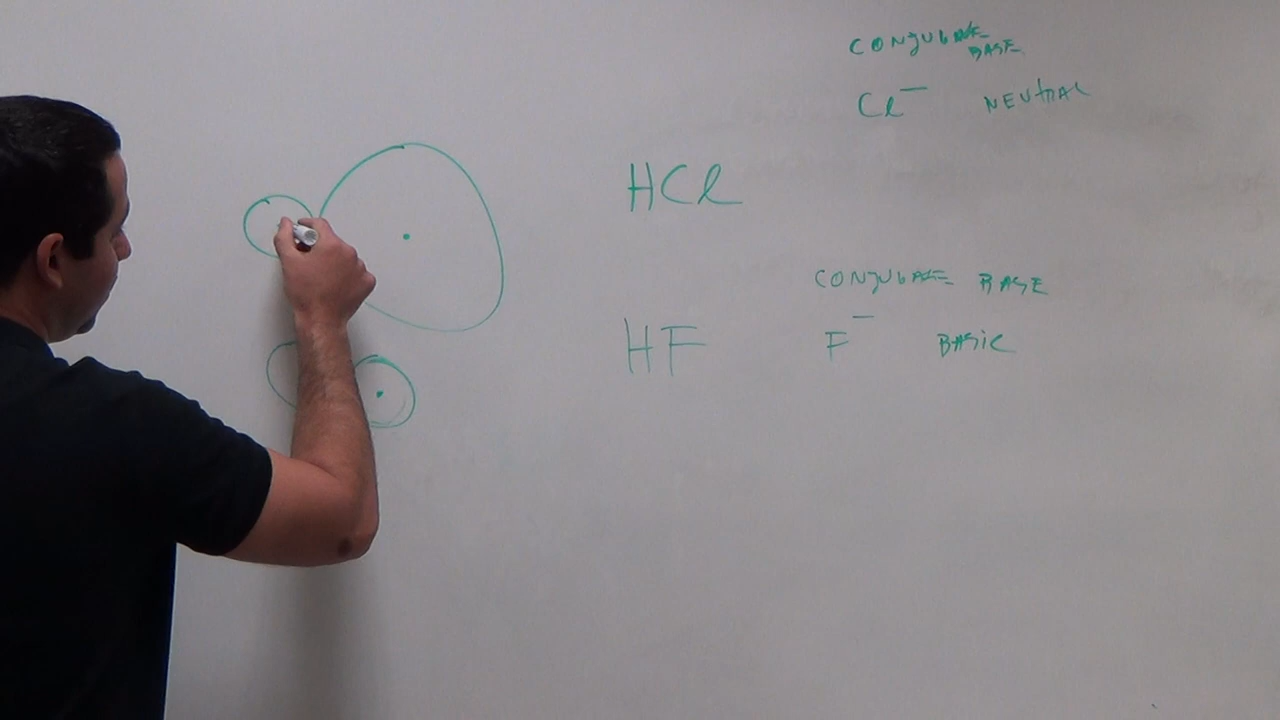 CONJUGATE
BASE
Cl⁻ NEUTRAL
HCl
CONJUGATE BASE
HF F⁻ BASIC